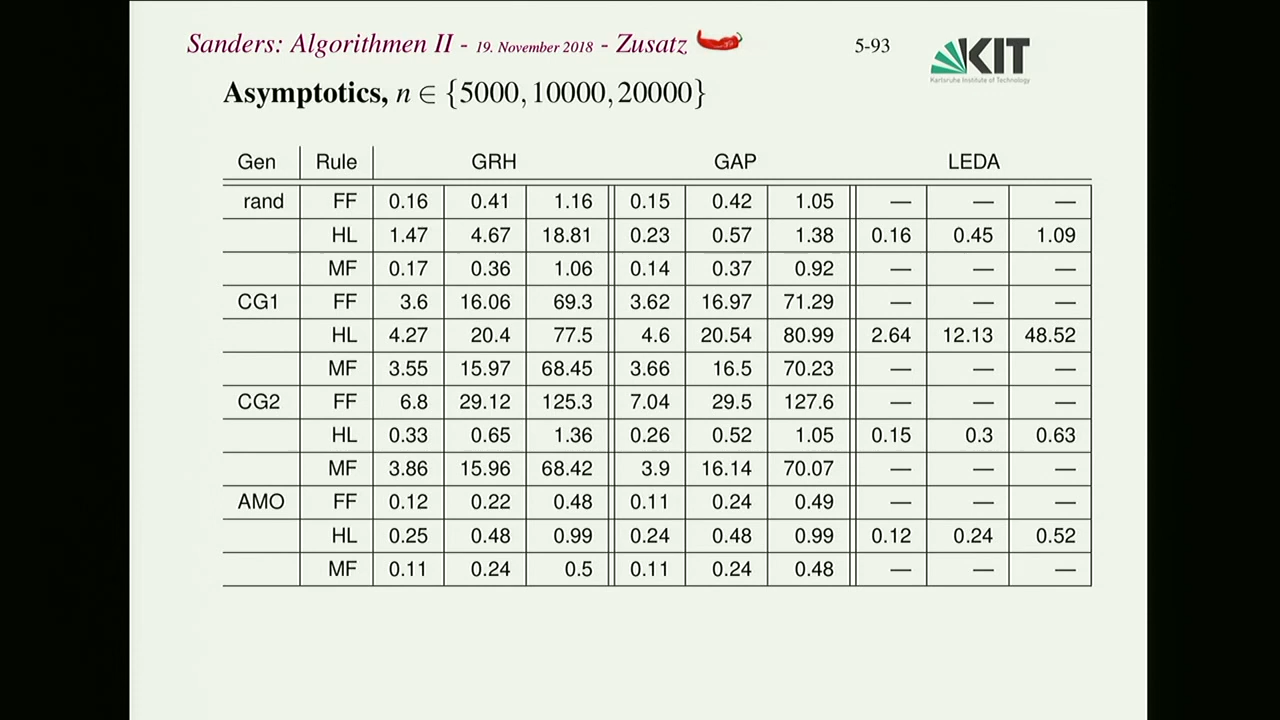 Sanders: Algorithmen II - 19. November 2018 - Zusatz 5-93 KIT
Karlsruhe Institute of Technology
Asymptotics, n ∈ {5000, 10000, 20000}
Gen Rule GRH GAP LEDA
rand FF 0.16 0.41 1.16 0.15 0.42 1.05 — — —
HL 1.47 4.67 18.81 0.23 0.57 1.38 0.16 0.45 1.09
MF 0.17 0.36 1.06 0.14 0.37 0.92 — — —
CG1 FF 3.6 16.06 69.3 3.62 16.97 71.29 — — —
HL 4.27 20.4 77.5 4.6 20.54 80.99 2.64 12.13 48.52
MF 3.55 15.97 68.45 3.66 16.5 70.23 — — —
CG2 FF 6.8 29.12 125.3 7.04 29.5 127.6 — — —
HL 0.33 0.65 1.36 0.26 0.52 1.05 0.15 0.3 0.63
MF 3.86 15.96 68.42 3.9 16.14 70.07 — — —
AMO FF 0.12 0.22 0.48 0.11 0.24 0.49 — — —
HL 0.25 0.48 0.99 0.24 0.48 0.99 0.12 0.24 0.52
MF 0.11 0.24 0.5 0.11 0.24 0.48 — — —